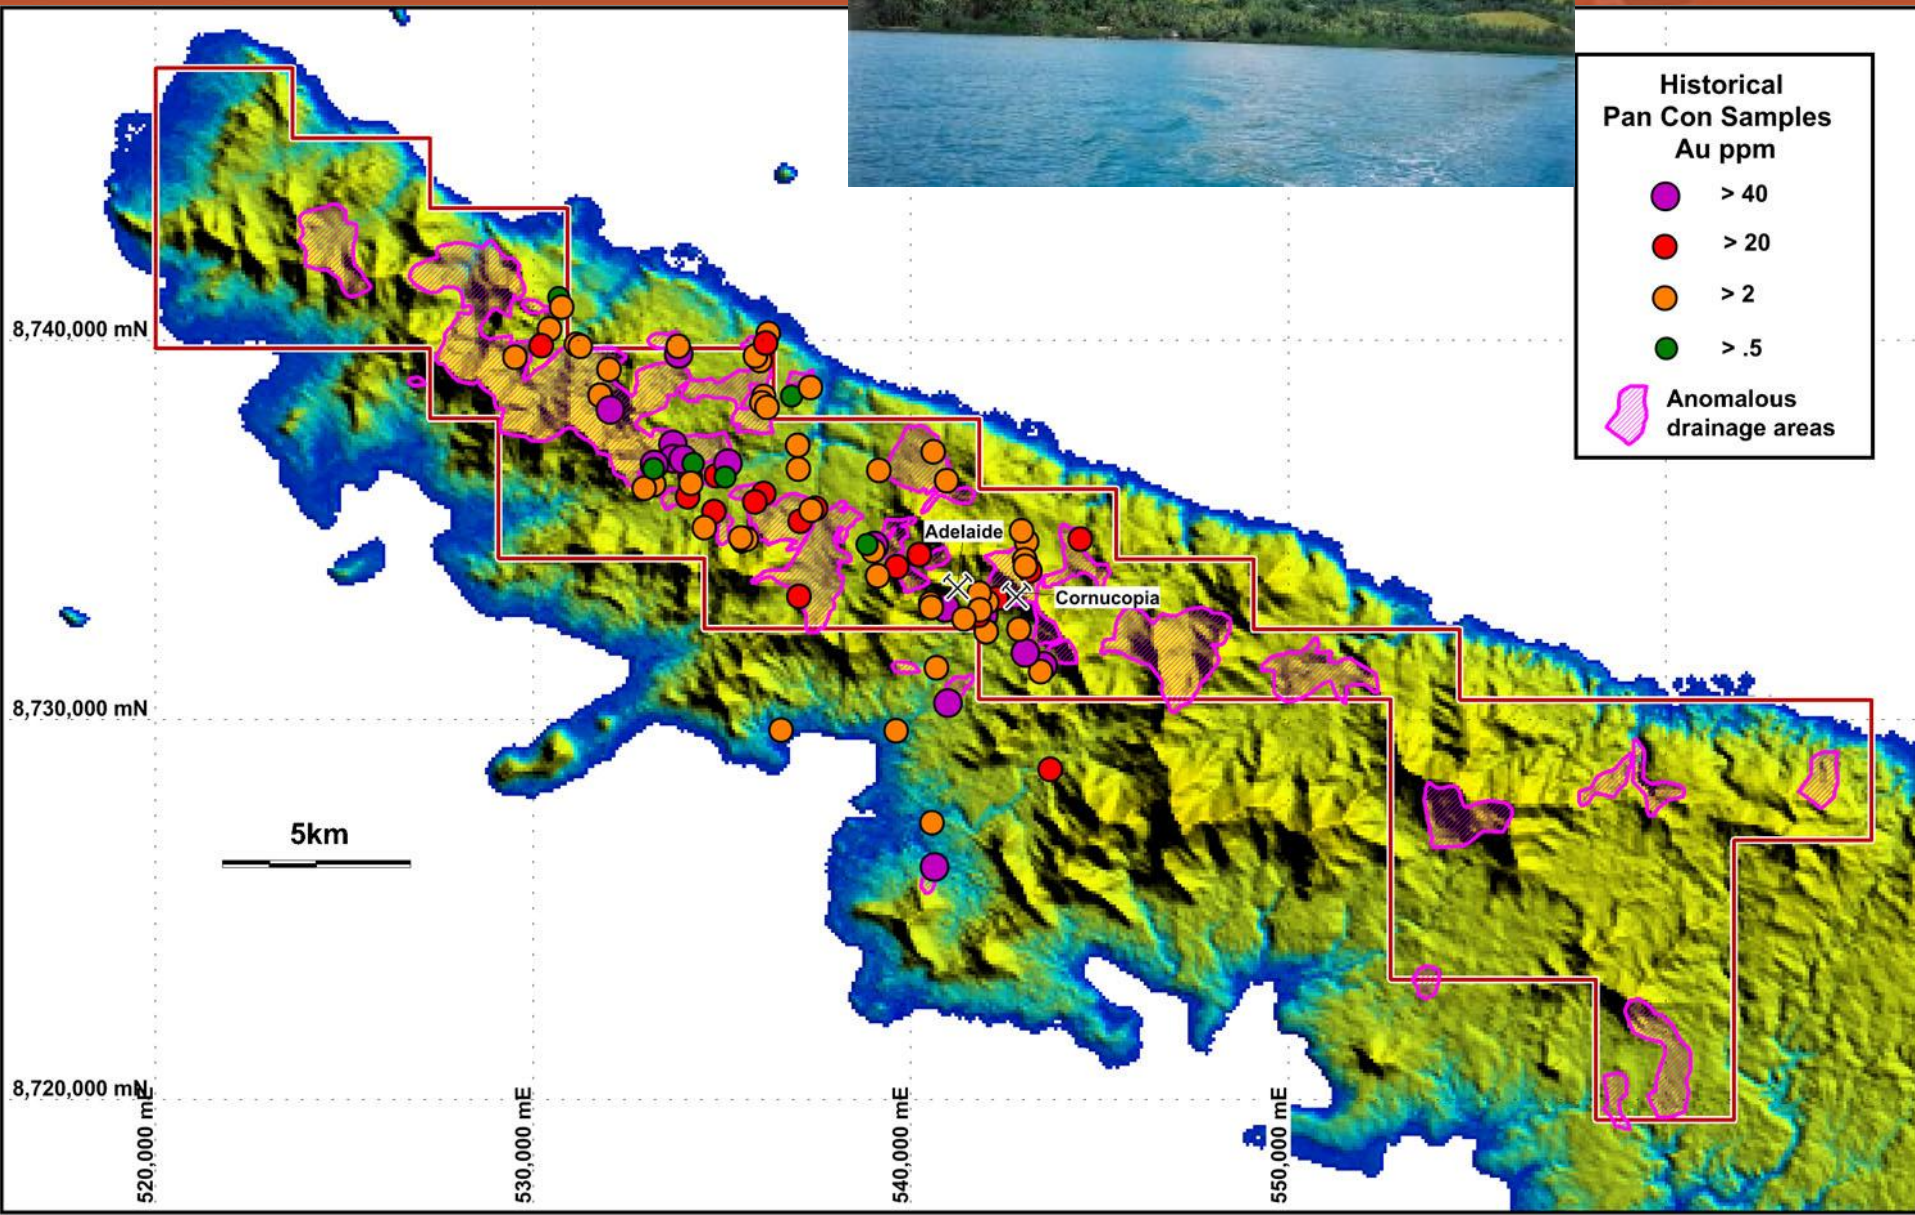 Historical
Pan Con Samples
Au ppm
> 40
> 20
> 2
> .5
Anomalous
drainage areas
8,740,000 mN
Adelaide
Cornucopia
8,730,000 mN
5km
8,720,000 mN
520,000 mE
530,000 mE
540,000 mE
550,000 mE